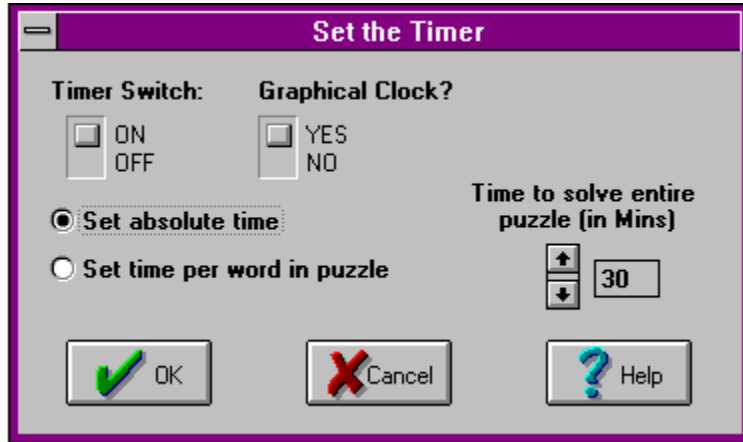 Set the Timer
Timer Switch:
Graphical Clock?
ON
OFF
YES
NO
Set absolute time
Set time per word in puzzle
Time to solve entire
puzzle (in Mins)
30
OK
Cancel
Help